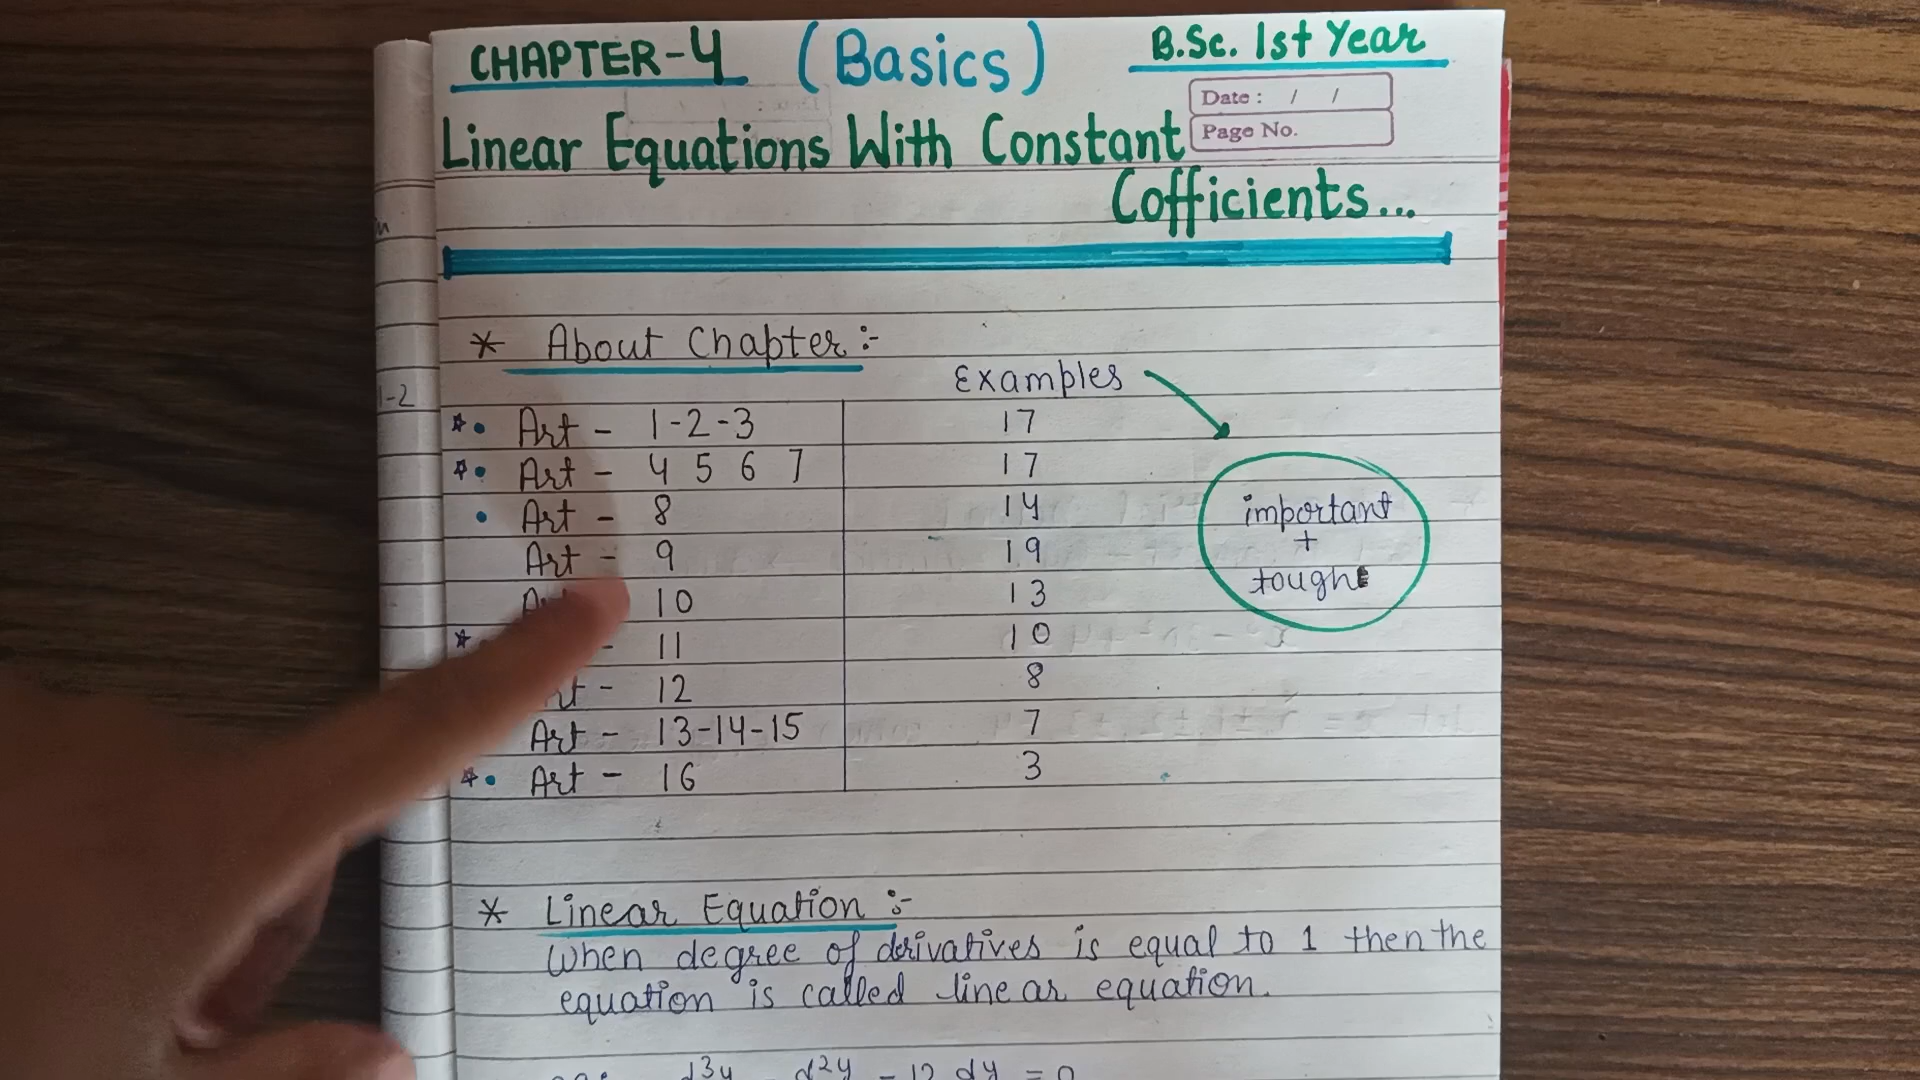 CHAPTER-4 (Basics) B.Sc. 1st Year
Date : / /
Page No.
Linear Equations With Constant
Cofficients...
* About Chapter :-
Examples
Art - 1-2-3 17
Art - 4 5 6 7 17
Art - 8 14
Art - 9 19
10 13
- 11 10
- 12 8
Art - 13-14-15 7
Art - 16 3
important
+
tough
* Linear Equation :-
When degree of derivatives is equal to 1 then the
equation is called linear equation.